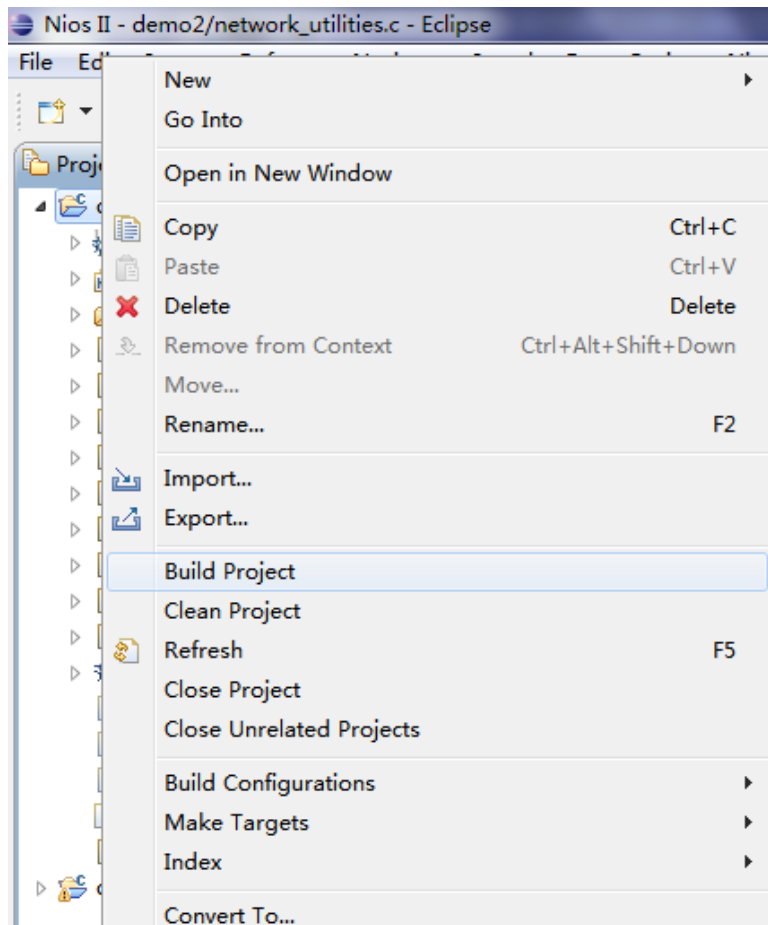 Nios II - demo2/network_utilities.c - Eclipse
File
New
Go Into
Open in New Window
Copy Ctrl+C
Paste Ctrl+V
Delete Delete
Remove from Context Ctrl+Alt+Shift+Down
Move...
Rename... F2
Import...
Export...
Build Project
Clean Project
Refresh F5
Close Project
Close Unrelated Projects
Build Configurations
Make Targets
Index
Convert To...